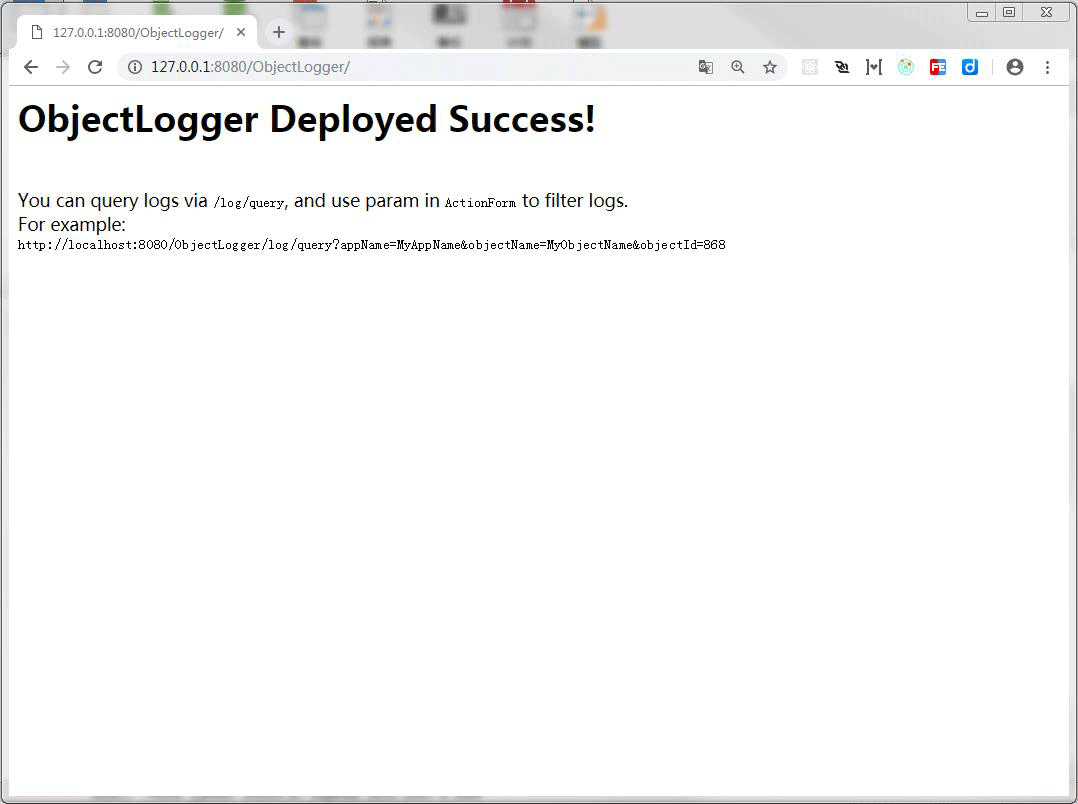 127.0.0.1:8080/ObjectLogger/
127.0.0.1:8080/ObjectLogger/
ObjectLogger Deployed Success!
You can query logs via /log/query, and use param in ActionForm to filter logs.
For example:
http://localhost:8080/ObjectLogger/log/query?appName=MyAppName&objectName=MyObjectName&objectId=868